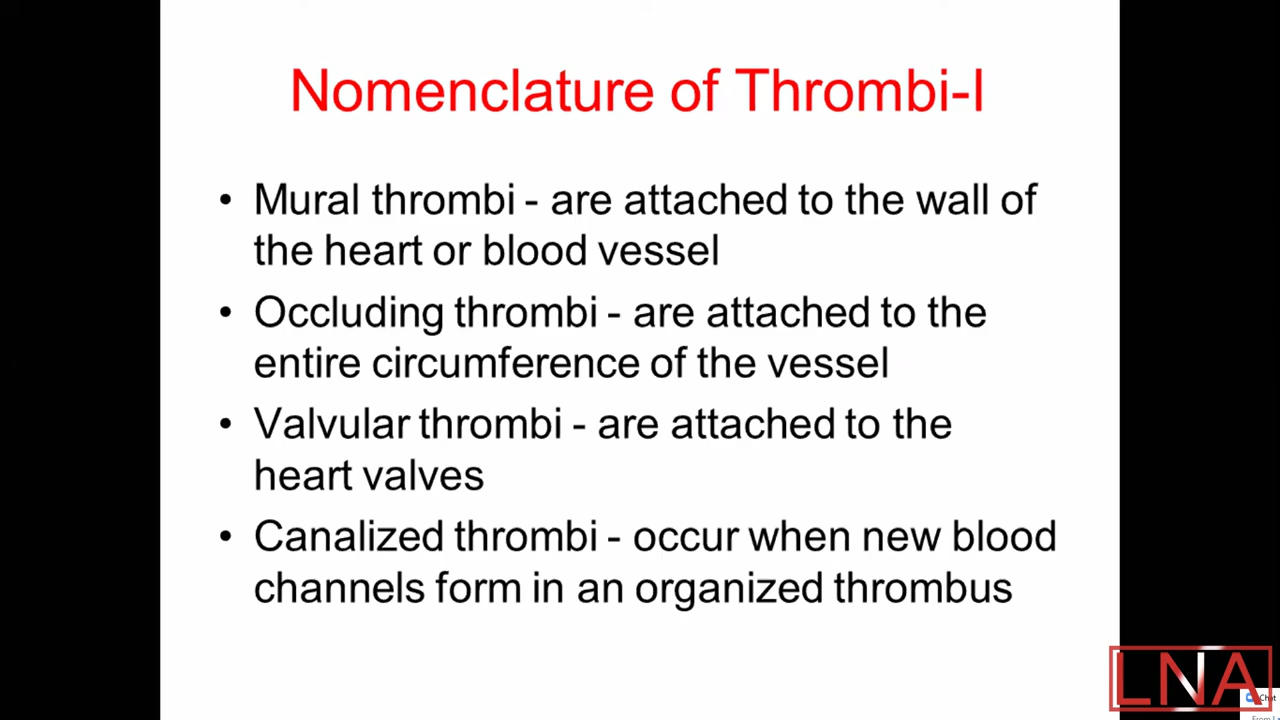 Nomenclature of Thrombi-I
• Mural thrombi - are attached to the wall of
the heart or blood vessel
• Occluding thrombi - are attached to the
entire circumference of the vessel
• Valvular thrombi - are attached to the
heart valves
• Canalized thrombi - occur when new blood
channels form in an organized thrombus
LNA
Chat